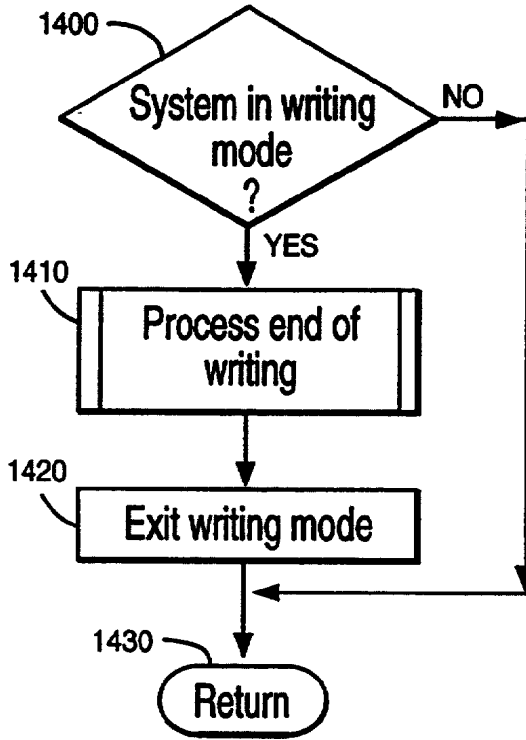 1400
System in writing
mode
?
NO
YES
1410
Process end of
writing
1420
Exit writing mode
1430
Return